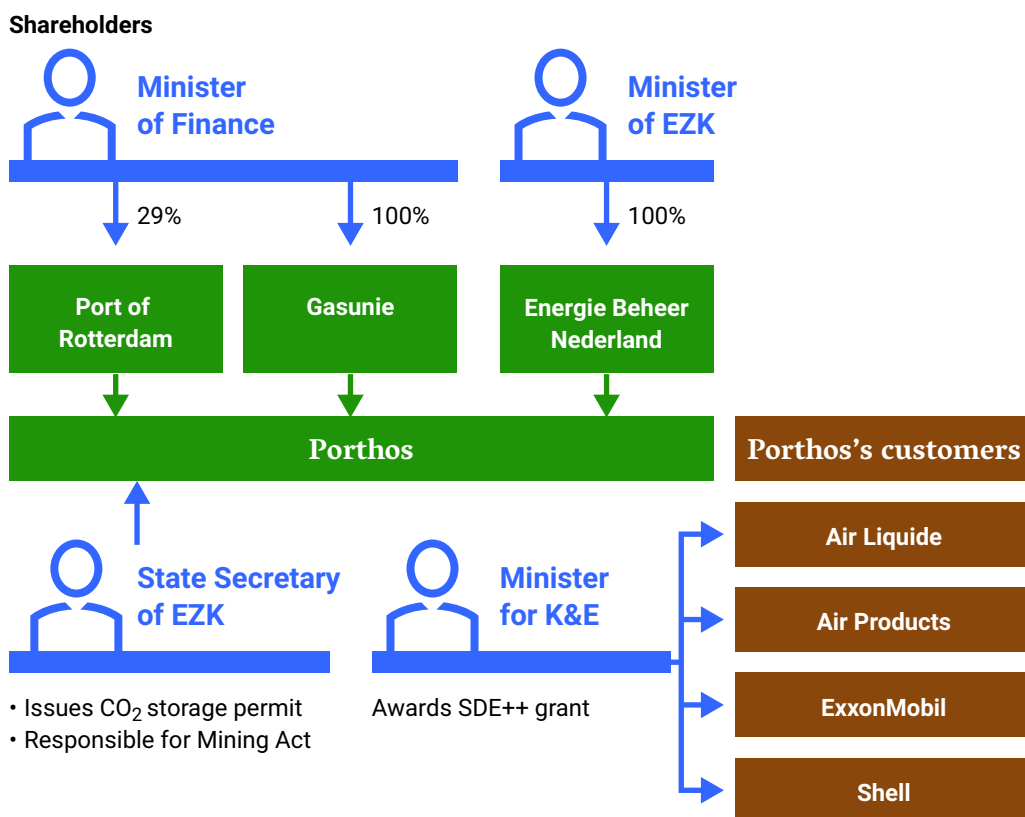 Shareholders
Minister
of Finance
Minister
of EZK
29%
100%
100%
Port of
Rotterdam
Gasunie
Energie Beheer
Nederland
Porthos
Porthos's customers
Air Liquide
State Secretary
of EZK
Minister
for K&E
Air Products
• Issues CO₂ storage permit
• Responsible for Mining Act
Awards SDE++ grant
ExxonMobil
Shell